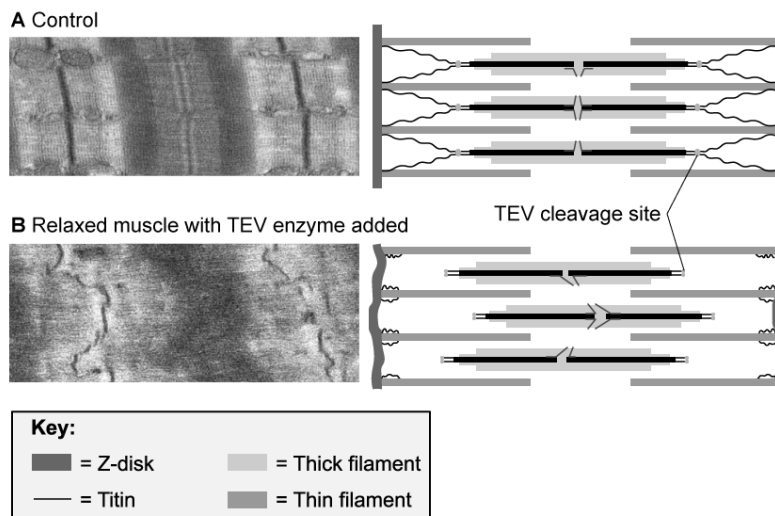 A Control
TEV cleavage site
B Relaxed muscle with TEV enzyme added
Key:
= Z-disk
= Thick filament
= Titin
= Thin filament